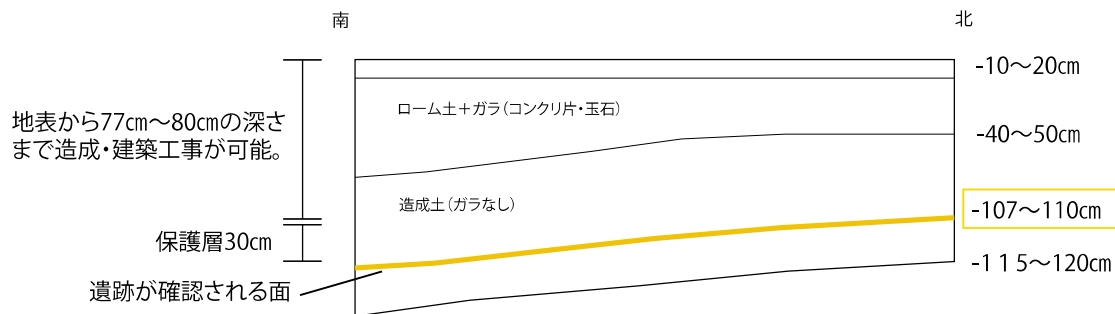 南
北
-10～20㎝
ローム土＋ガラ（コンクリ片・玉石）
地表から77㎝～80㎝の深さ
まで造成・建築工事が可能。
-40～50㎝
造成土（ガラなし）
-107～110㎝
保護層30㎝
-1 1 5～120㎝
遺跡が確認される面